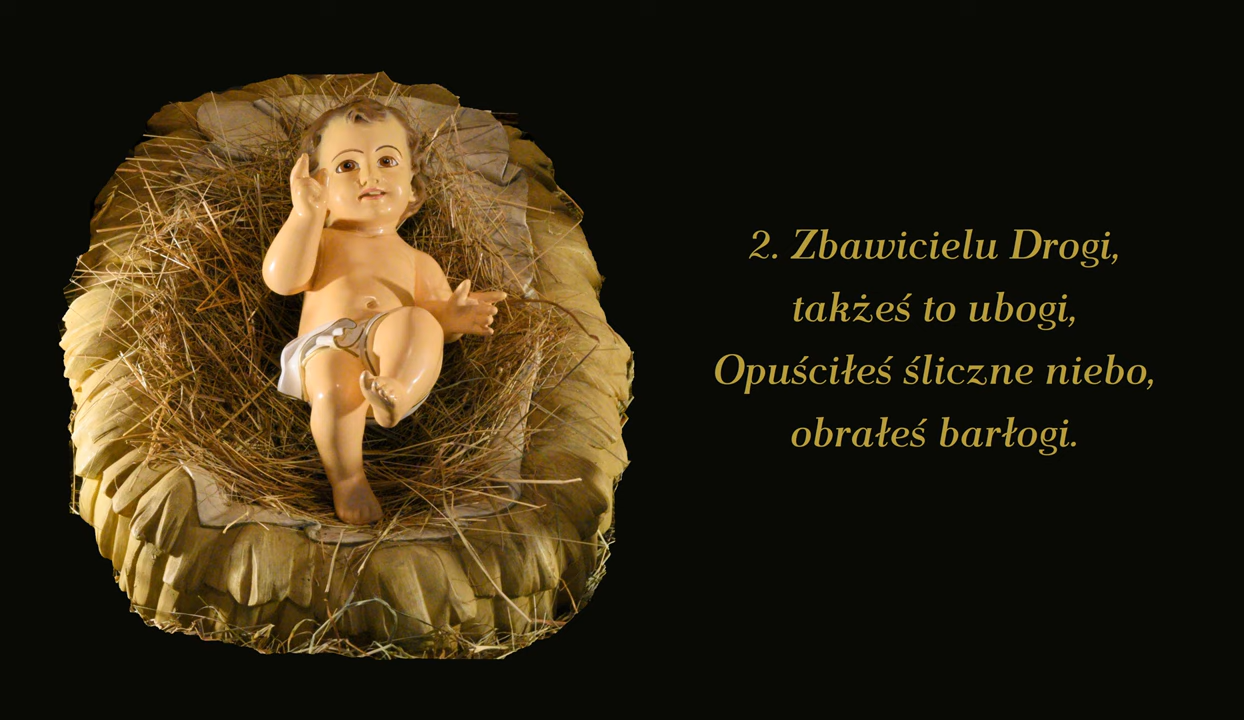 2. Zbawicielu Drogi,
takżeś to ubogi,
Opuściłeś śliczne niebo,
obrałeś barłogi.